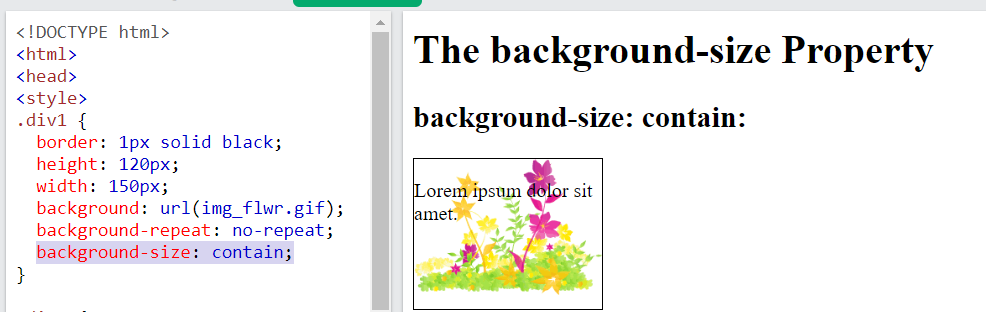 <!DOCTYPE html>
<html>
<head>
<style>
.div1 {
  border: 1px solid black;
  height: 120px;
  width: 150px;
  background: url(img_flwr.gif);
  background-repeat: no-repeat;
  background-size: contain;
}
The background-size Property
background-size: contain:
Lorem ipsum dolor sit
amet.